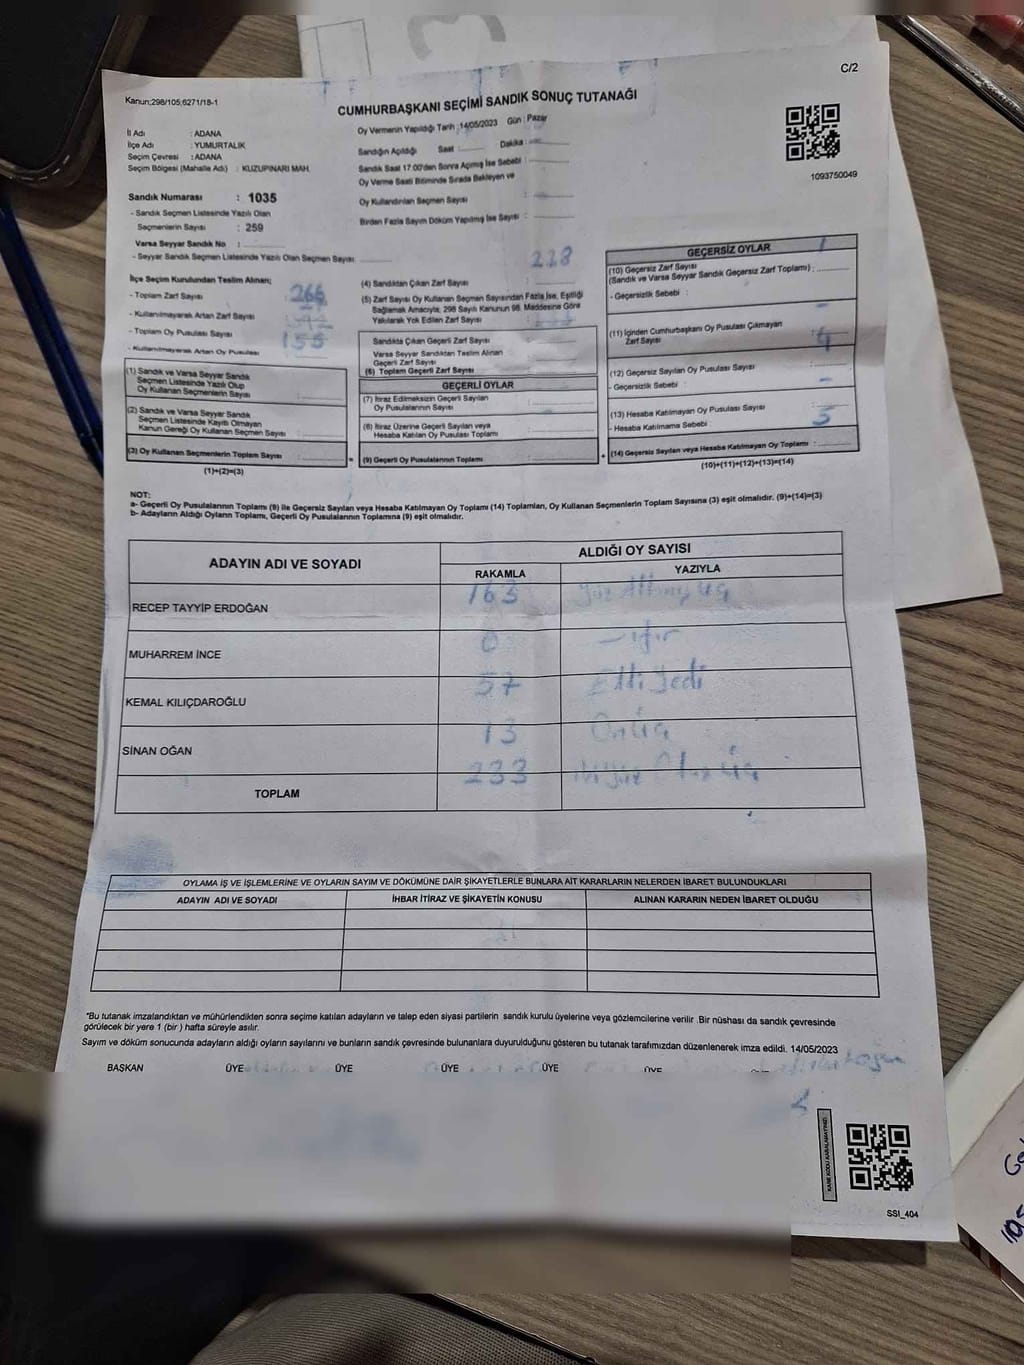 C/2
Kanun;298/105;6271/18-1
CUMHURBAŞKANI SEÇİMİ SANDIK SONUÇ TUTANAĞI
İl Adı : ADANA
İlçe Adı : YUMURTALIK
Seçim Çevresi : ADANA
Seçim Bölgesi (Mahalle Adı) : KUZUPINARI MAH.
Oy Vermenin Yapıldığı Tarih :14/05/2023 Gün : Pazar
Sandığın Açıldığı Saat : Dakika :
Sandık Saat 17:00'den Sonra Açımış İse Sebebi :
Oy Verme Saati Bitiminde Sırada Bekleyen ve
Oy Kullandırılan Seçmen Sayısı :
Birden Fazla Sayım Döküm Yapılmış İse Sayısı :
1093750049
Sandık Numarası : 1035
- Sandık Seçmen Listesinde Yazılı Olan
Seçmenlerin Sayısı : 259
Varsa Seyyar Sandık No :
- Seyyar Sandık Seçmen Listesinde Yazılı Olan Seçmen Sayısı :
İlçe Seçim Kurulundan Teslim Alınan;
- Toplam Zarf Sayısı : 266
- Kullanılmayarak Artan Zarf Sayısı :
- Toplam Oy Pusulası Sayısı :
- Kullanılmayarak Artan Oy Pusulası : 155
228
(4) Sandıktan Çıkan Zarf Sayısı :
(5) Zarf Sayısı Oy Kullanan Seçmen Sayısından Fazla İse, Eşitliği
Sağlamak Amacıyla; 298 Sayılı Kanunun 98. Maddesine Göre
Yakılarak Yok Edilen Zarf Sayısı :
Sandıkta Çıkan Geçerli Zarf Sayısı :
Varsa Seyyar Sandıktan Teslim Alınan
Geçerli Zarf Sayısı :
(6) Toplam Geçerli Zarf Sayısı :
(1) Sandık ve Varsa Seyyar Sandık
Seçmen Listesinde Yazılı Olup
Oy Kullanan Seçmenlerin Sayısı :
(2) Sandık ve Varsa Seyyar Sandık
Seçmen Listesinde Kayıtlı Olmayan
Kanun Gereği Oy Kullanan Seçmen Sayısı :
(3) Oy Kullanan Seçmenlerin Toplam Sayısı :
(1)+(2)=(3)
GEÇERLİ OYLAR
(7) İtiraz Edilmeksizin Geçerli Sayılan
Oy Pusulalarının Sayısı :
(8) İtiraz Üzerine Geçerli Sayılan veya
Hesaba Katılan Oy Pusulası Toplamı :
(9) Geçerli Oy Pusulalarının Toplamı :
GEÇERSİZ OYLAR
(10) Geçersiz Zarf Sayısı
(Sandık ve Varsa Seyyar Sandık Geçersiz Zarf Toplamı) :
- Geçersizlik Sebebi :
(11) İçinden Cumhurbaşkanı Oy Pusulası Çıkmayan
Zarf Sayısı :
4
(12) Geçersiz Sayılan Oy Pusulası Sayısı :
- Geçersizlik Sebebi :
(13) Hesaba Katılmayan Oy Pusulası Sayısı :
- Hesaba Katılmama Sebebi : 5
(14) Geçersiz Sayılan veya Hesaba Katılmayan Oy Toplamı :
(10)+(11)+(12)+(13)=(14)
NOT:
a- Geçerli Oy Pusulalarının Toplamı (9) ile Geçersiz Sayılan veya Hesaba Katılmayan Oy Toplamı (14) Toplamları, Oy Kullanan Seçmenlerin Toplam Sayısına (3) eşit olmalıdır. (9)+(14)=(3)
b- Adayların Aldığı Oyların Toplamı, Geçerli Oy Pusulalarının Toplamına (9) eşit olmalıdır.
ADAYIN ADI VE SOYADI ALDIĞI OY SAYISI
RAKAMLA YAZIYLA
RECEP TAYYİP ERDOĞAN 163 Yüz Altmış üç
MUHARREM İNCE 0 Sıfır
KEMAL KILIÇDAROĞLU 57 Elli Yedi
SİNAN OĞAN 13 Onüç
TOPLAM 233 İkiyüz Otuz üç
OYLAMA İŞ VE İŞLEMLERİNE VE OYLARIN SAYIM VE DÖKÜMÜNE DAİR ŞİKAYETLERLE BUNLARA AİT KARARLARIN NELERDEN İBARET BULUNDUKLARI
ADAYIN ADI VE SOYADI İHBAR İTİRAZ VE ŞİKAYETİN KONUSU ALINAN KARARIN NEDEN İBARET OLDUĞU
*Bu tutanak imzalandıktan ve mühürlendikten sonra seçime katılan adayların ve talep eden siyasi partilerin sandık kurulu üyelerine veya gözlemcilerine verilir .Bir nüshası da sandık çevresinde
görülecek bir yere 1 (bir ) hafta süreyle asılır.
Sayım ve döküm sonucunda adayların aldığı oyların sayılarını ve bunların sandık çevresinde bulunanlara duyurulduğunu gösteren bu tutanak tarafımızdan düzenlenerek imza edildi. 14/05/2023
BAŞKAN ÜYE ÜYE ÜYE ÜYE ÜYE
SSI_404